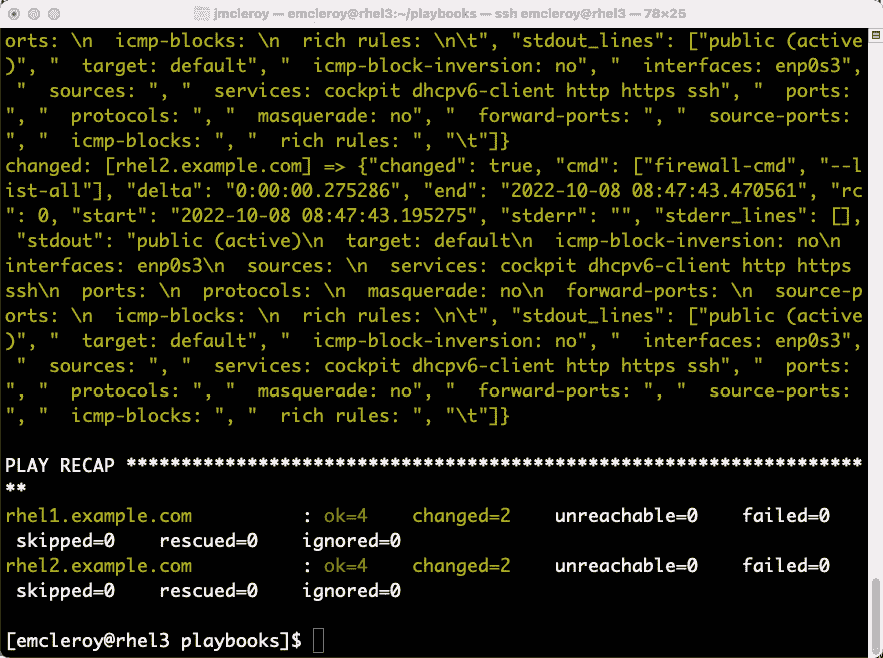 jmcleroy — emcleroy@rhel3:~/playbooks — ssh emcleroy@rhel3 — 78×25
orts: \n  icmp-blocks: \n  rich rules: \n\t", "stdout_lines": ["public (active
)", "  target: default", "  icmp-block-inversion: no", "  interfaces: enp0s3",
 "  sources: ", "  services: cockpit dhcpv6-client http https ssh", "  ports:
", "  protocols: ", "  masquerade: no", "  forward-ports: ", "  source-ports:
", "  icmp-blocks: ", "  rich rules: ", "\t"]}
changed: [rhel2.example.com] => {"changed": true, "cmd": ["firewall-cmd", "--l
ist-all"], "delta": "0:00:00.275286", "end": "2022-10-08 08:47:43.470561", "rc
": 0, "start": "2022-10-08 08:47:43.195275", "stderr": "", "stderr_lines": [],
 "stdout": "public (active)\n  target: default\n  icmp-block-inversion: no\n
interfaces: enp0s3\n  sources: \n  services: cockpit dhcpv6-client http https
ssh\n  ports: \n  protocols: \n  masquerade: no\n  forward-ports: \n  source-p
orts: \n  icmp-blocks: \n  rich rules: \n\t", "stdout_lines": ["public (active
)", "  target: default", "  icmp-block-inversion: no", "  interfaces: enp0s3",
 "  sources: ", "  services: cockpit dhcpv6-client http https ssh", "  ports:
", "  protocols: ", "  masquerade: no", "  forward-ports: ", "  source-ports:
", "  icmp-blocks: ", "  rich rules: ", "\t"]}
PLAY RECAP *******************************************************************
**
rhel1.example.com          : ok=4    changed=2    unreachable=0    failed=0
 skipped=0    rescued=0    ignored=0
rhel2.example.com          : ok=4    changed=2    unreachable=0    failed=0
 skipped=0    rescued=0    ignored=0
[emcleroy@rhel3 playbooks]$